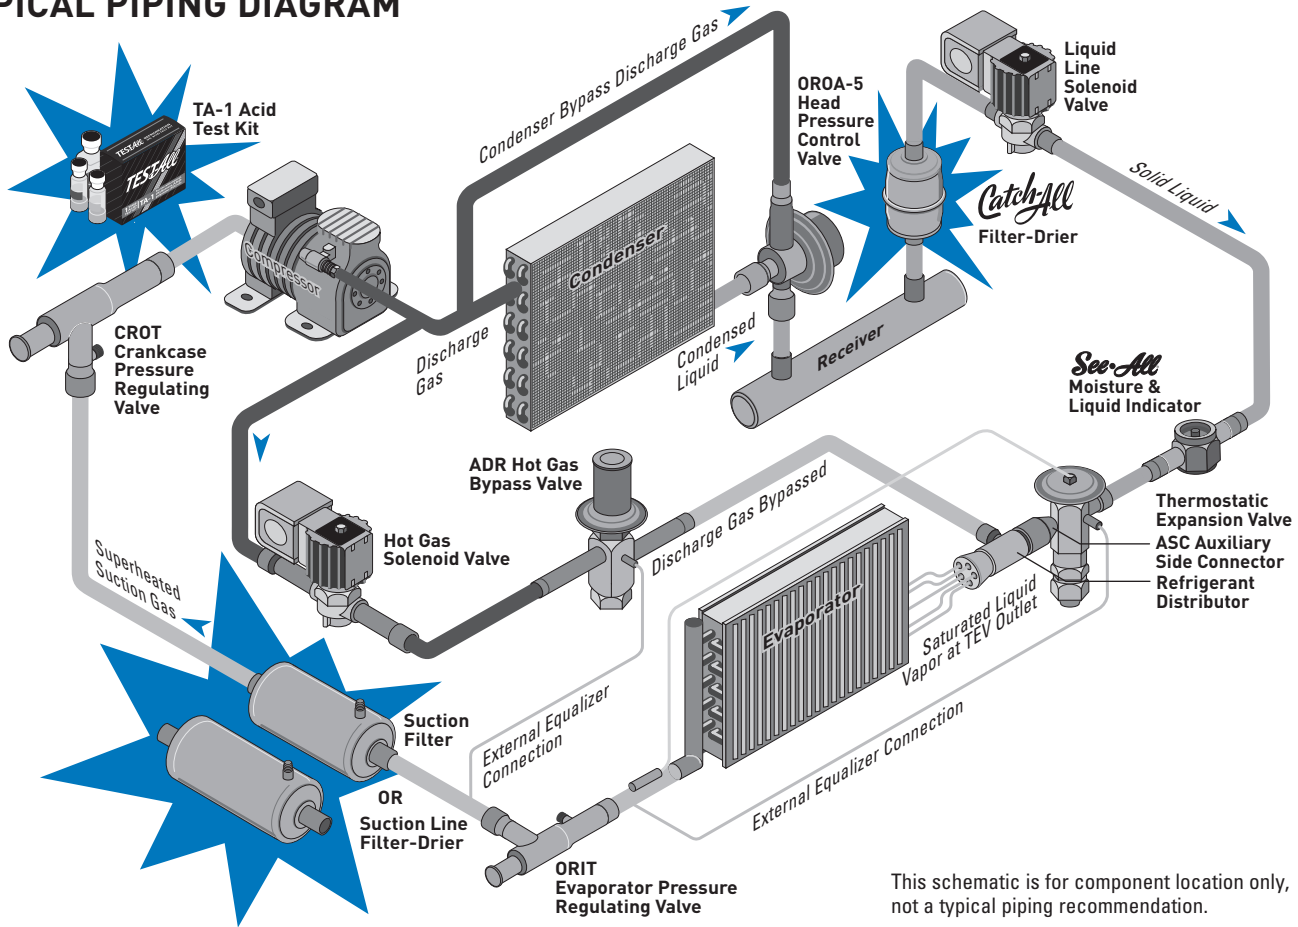 PICAL PIPING DIAGRAM
TA-1 Acid
Test Kit
TEST-All
TEST-All
TA-1
Compressor
CROT
Crankcase
Pressure
Regulating
Valve
Condenser Bypass Discharge Gas
Discharge
Gas
Condenser
Condensed
Liquid
OROA-5
Head
Pressure
Control
Valve
Receiver
Catch-All
Filter-Drier
Liquid
Line
Solenoid
Valve
Solid Liquid
See-All
Moisture &
Liquid Indicator
Thermostatic
Expansion Valve
ASC Auxiliary
Side Connector
Refrigerant
Distributor
ADR Hot Gas
Bypass Valve
Hot Gas
Solenoid Valve
Discharge Gas Bypassed
Evaporator
Saturated Liquid
Vapor at TEV Outlet
Superheated
Suction Gas
Suction
Filter
OR
Suction Line
Filter-Drier
External Equalizer
Connection
External Equalizer Connection
ORIT
Evaporator Pressure
Regulating Valve
This schematic is for component location only,
not a typical piping recommendation.